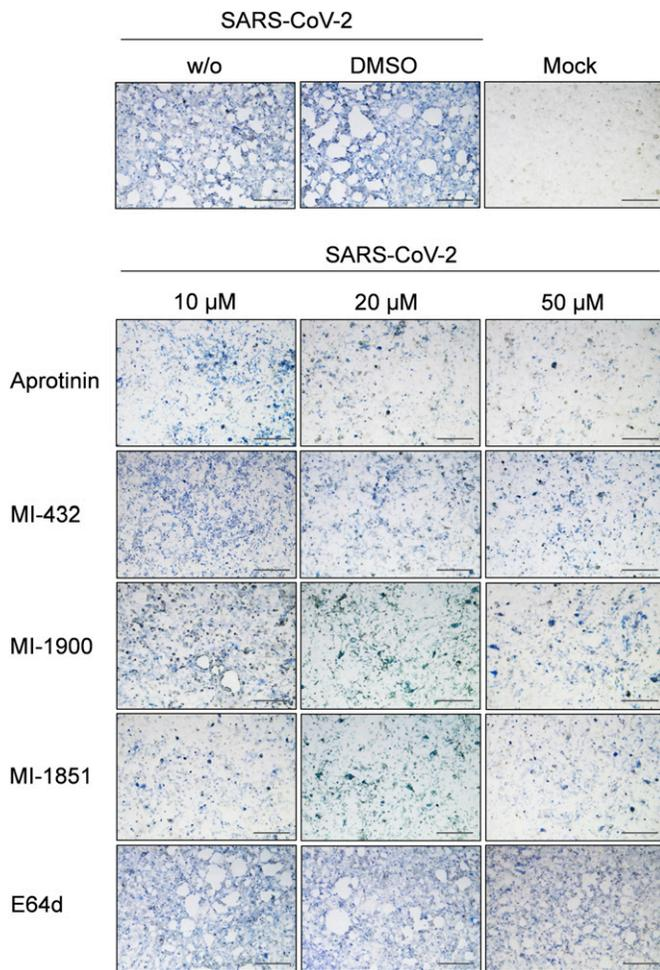 SARS-CoV-2
w/o DMSO Mock
SARS-CoV-2
10 µM 20 µM 50 µM
Aprotinin
MI-432
MI-1900
MI-1851
E64d